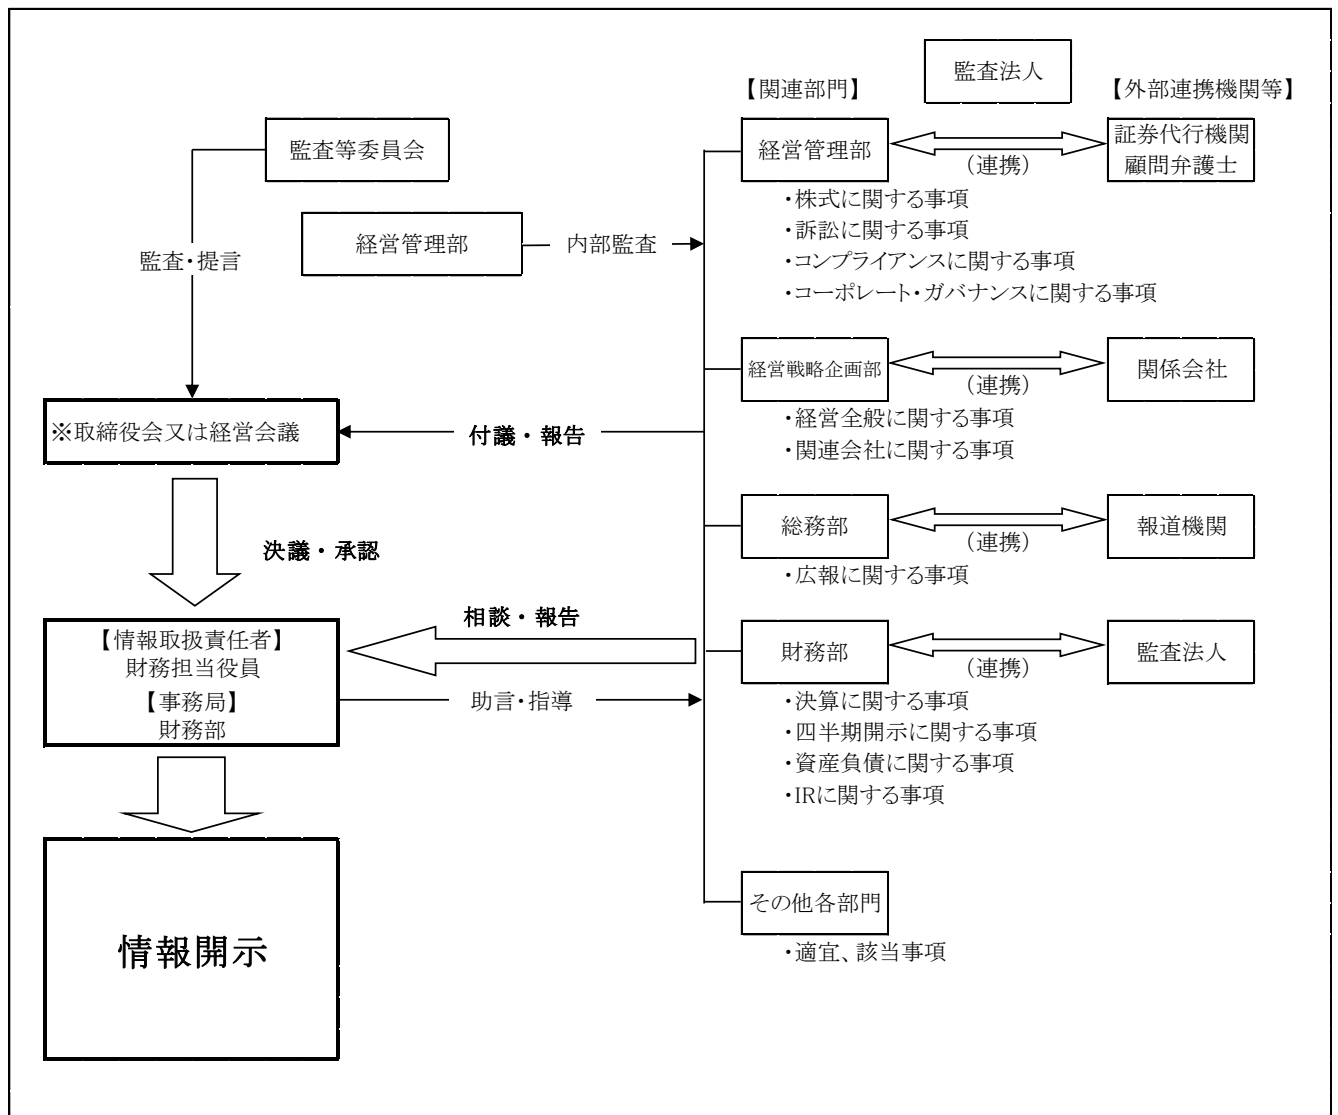 監査法人
【関連部門】
【外部連携機関等】
監査等委員会
経営管理部
証券代行機関
顧問弁護士
(連携)
・株式に関する事項
・訴訟に関する事項
・コンプライアンスに関する事項
・コーポレート・ガバナンスに関する事項
経営管理部
内部監査
監査・提言
経営戦略企画部
(連携)
関係会社
・経営全般に関する事項
・関連会社に関する事項
※取締役会又は経営会議
付議・報告
総務部
(連携)
報道機関
・広報に関する事項
決議・承認
相談・報告
【情報取扱責任者】
財務担当役員
【事務局】
財務部
助言・指導
財務部
(連携)
監査法人
・決算に関する事項
・四半期開示に関する事項
・資産負債に関する事項
・IRに関する事項
情報開示
その他各部門
・適宜、該当事項